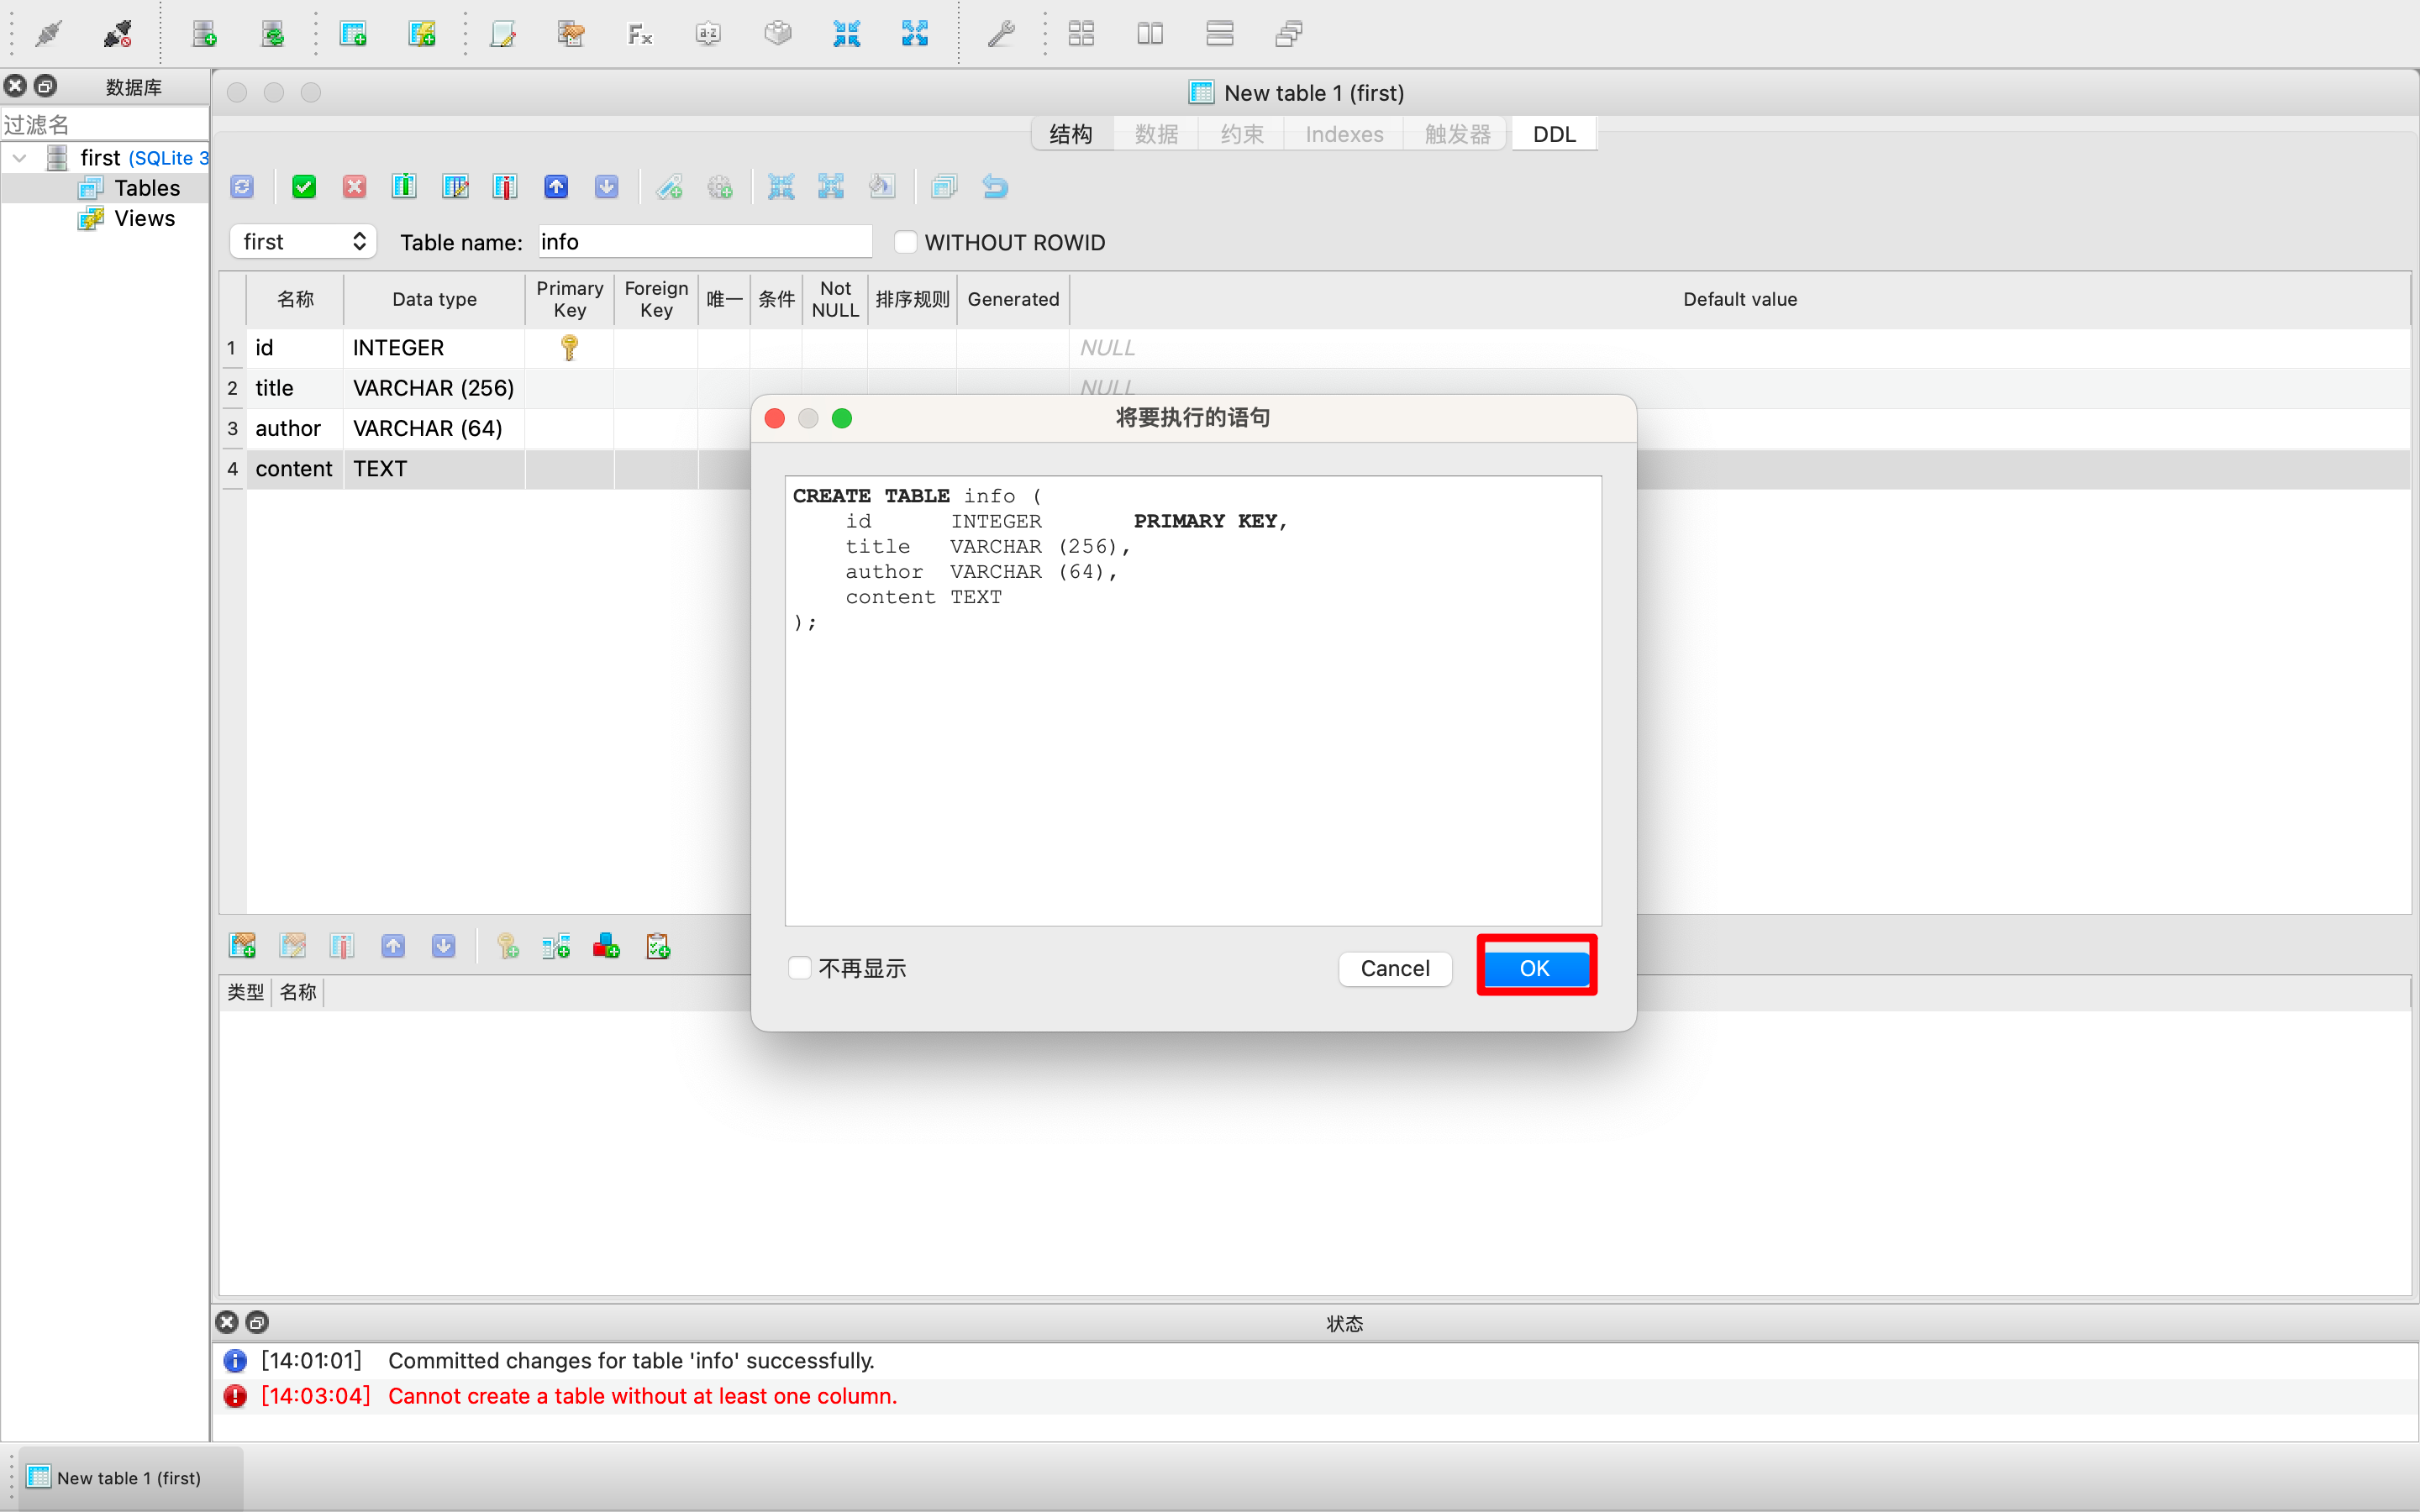 Fx
a-z
数据库
New table 1 (first)
过滤名
结构 数据 约束 Indexes 触发器 DDL
first (SQLite 3
Tables
Views
first Table name: info WITHOUT ROWID
名称 Data type Primary Key Foreign Key 唯一 条件 Not NULL 排序规则 Generated Default value
1 id INTEGER NULL
2 title VARCHAR (256) NULL
3 author VARCHAR (64)
4 content TEXT
将要执行的语句
CREATE TABLE info (
id INTEGER PRIMARY KEY,
title VARCHAR (256),
author VARCHAR (64),
content TEXT
);
不再显示 Cancel OK
类型 名称
状态
[14:01:01] Committed changes for table 'info' successfully.
[14:03:04] Cannot create a table without at least one column.
New table 1 (first)